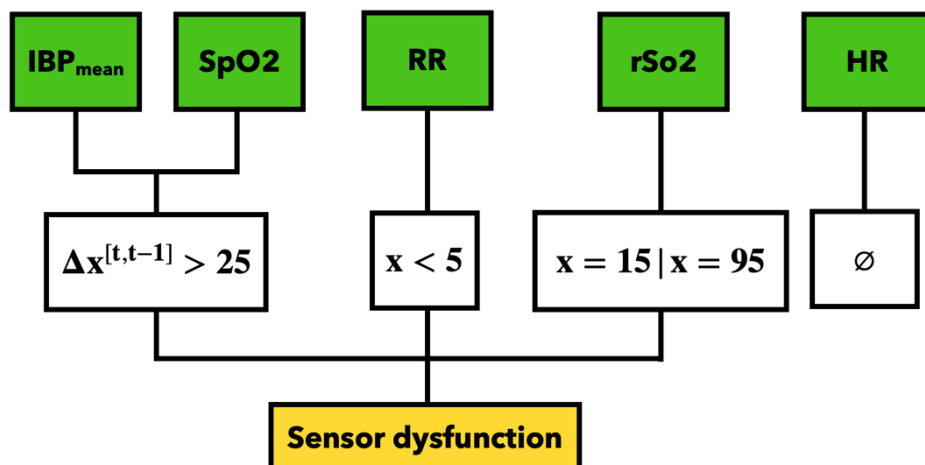 IBPmean SpO2 RR rSo2 HR
Δx[t,t−1] > 25 x < 5 x = 15 | x = 95 ∅
Sensor dysfunction